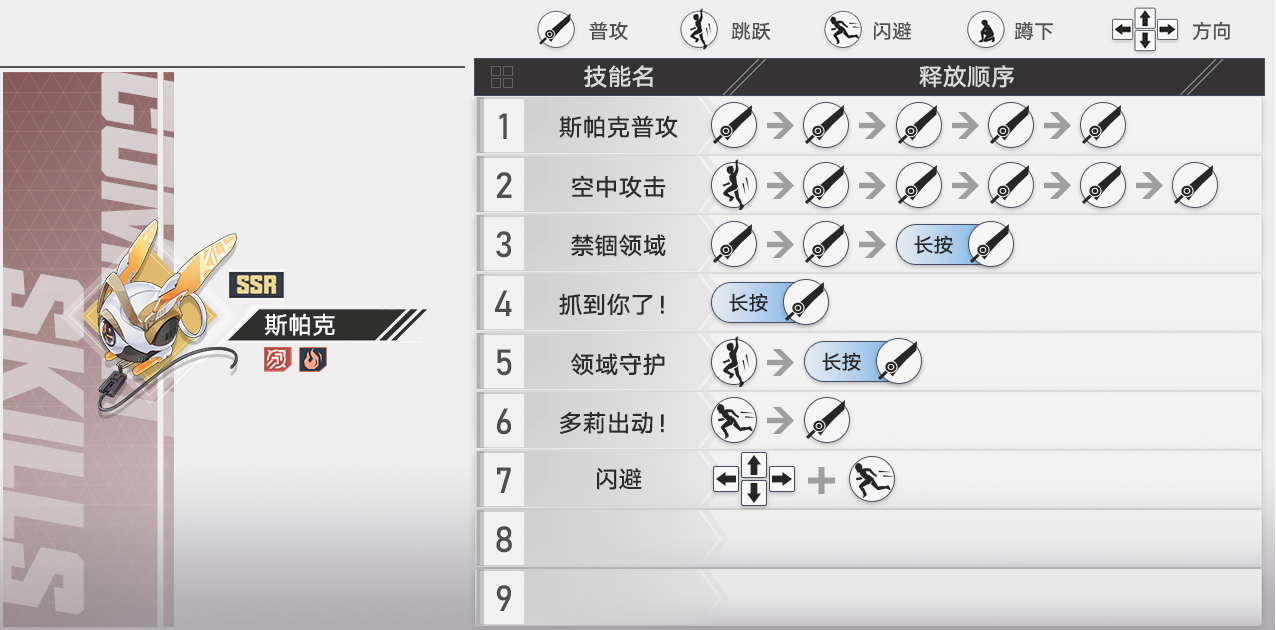 普攻 跳跃 闪避 蹲下 方向
技能名 释放顺序
COMBAT
SKILLS
KILL
SSR
斯帕克
1 斯帕克普攻
2 空中攻击
3 禁锢领域 长按
4 抓到你了！ 长按
5 领域守护 长按
6 多莉出动！
7 闪避
8
9